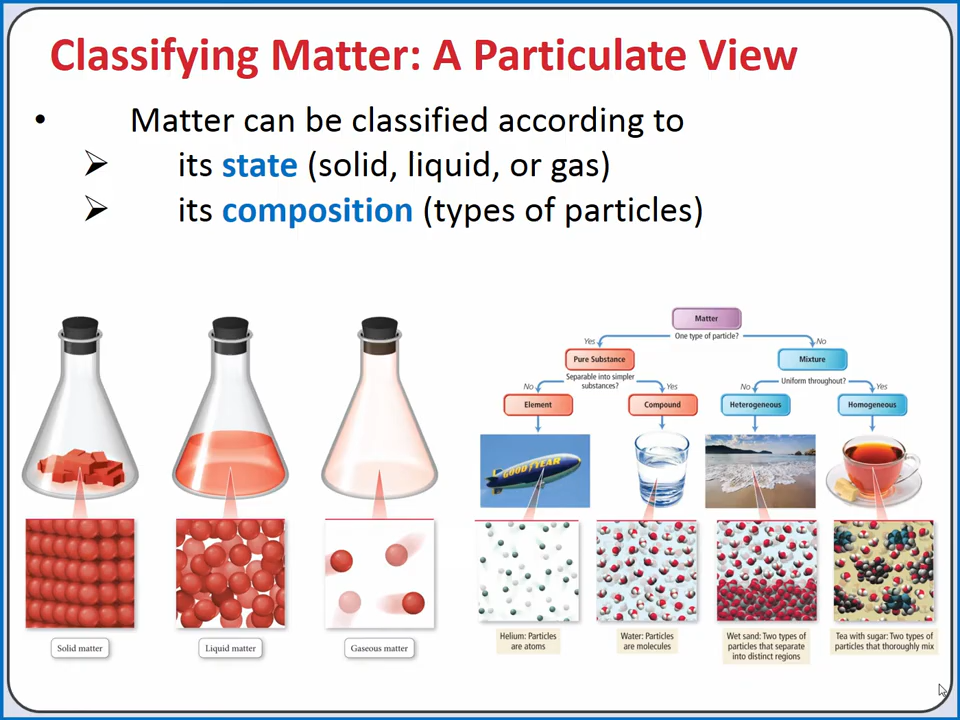 Classifying Matter: A Particulate View
• Matter can be classified according to
➢ its state (solid, liquid, or gas)
➢ its composition (types of particles)
Matter
One type of particle?
Yes
No
Pure Substance
Mixture
Separable into simpler
substances?
Uniform throughout?
No
Yes
No
Yes
Element
Compound
Heterogeneous
Homogeneous
GOODYEAR
Solid matter
Liquid matter
Gaseous matter
Helium: Particles
are atoms
Water: Particles
are molecules
Wet sand: Two types of
particles that separate
into distinct regions
Tea with sugar: Two types of
particles that thoroughly mix